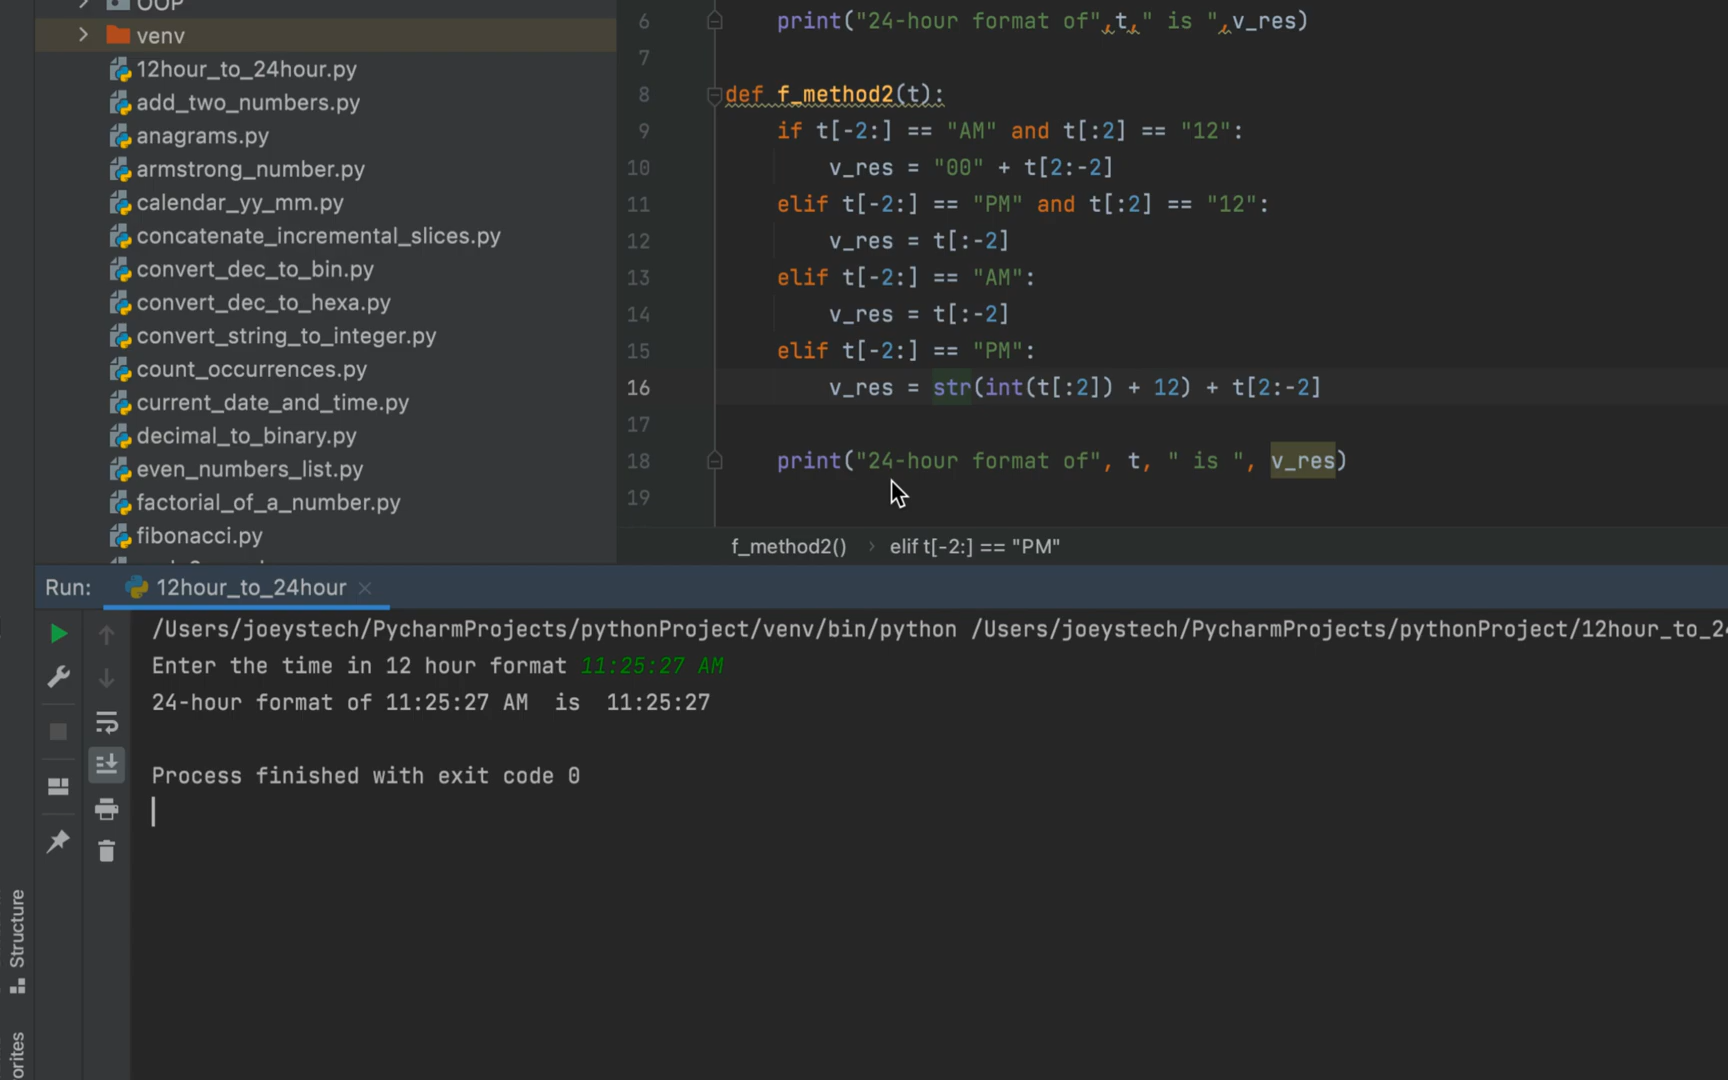 OOP
venv
12hour_to_24hour.py
add_two_numbers.py
anagrams.py
armstrong_number.py
calendar_yy_mm.py
concatenate_incremental_slices.py
convert_dec_to_bin.py
convert_dec_to_hexa.py
convert_string_to_integer.py
count_occurrences.py
current_date_and_time.py
decimal_to_binary.py
even_numbers_list.py
factorial_of_a_number.py
fibonacci.py
6 print("24-hour format of",t," is ",v_res)
7
8 def f_method2(t):
9 if t[-2:] == "AM" and t[:2] == "12":
10 v_res = "00" + t[2:-2]
11 elif t[-2:] == "PM" and t[:2] == "12":
12 v_res = t[:-2]
13 elif t[-2:] == "AM":
14 v_res = t[:-2]
15 elif t[-2:] == "PM":
16 v_res = str(int(t[:2]) + 12) + t[2:-2]
17
18 print("24-hour format of", t, " is ", v_res)
19
f_method2() › elif t[-2:] == "PM"
Run: 12hour_to_24hour ×
/Users/joeystech/PycharmProjects/pythonProject/venv/bin/python /Users/joeystech/PycharmProjects/pythonProject/12hour_to_2
Enter the time in 12 hour format 11:25:27 AM
24-hour format of 11:25:27 AM  is  11:25:27
Process finished with exit code 0
Structure